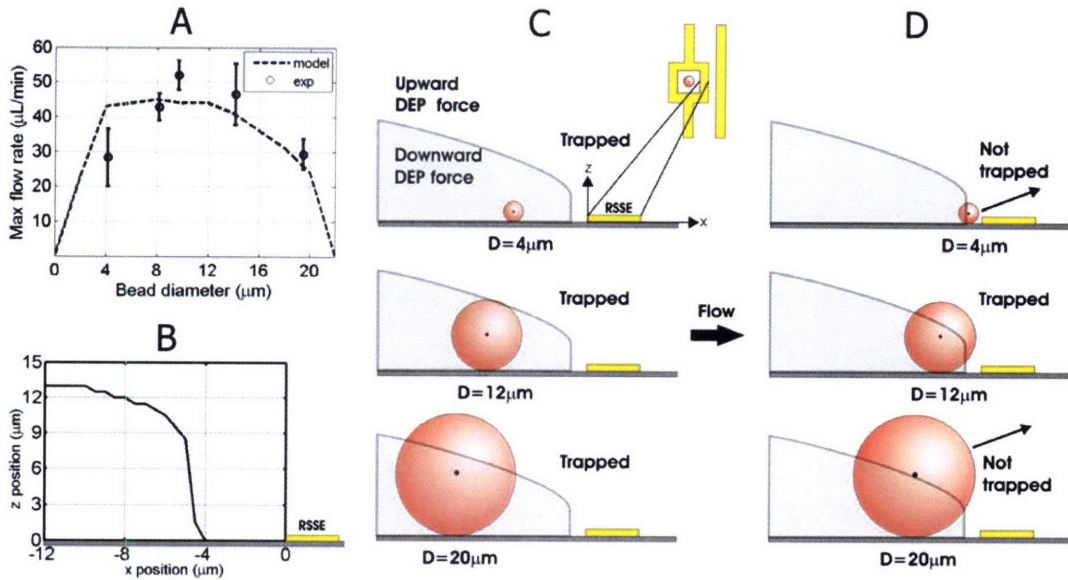 A
Max flow rate (µL/min)
60
50
40
30
20
10
0
4
8
12
16
20
Bead diameter (µm)
model
exp
B
z position (µm)
15
12
9
6
3
0
-12
-8
-4
0
x position (µm)
RSSE
C
Upward
DEP force
Downward
DEP force
Trapped
z
RSSE
x
D=4µm
Trapped
D=12µm
Trapped
D=20µm
Flow
D
Not
trapped
D=4µm
Trapped
D=12µm
Not
trapped
D=20µm